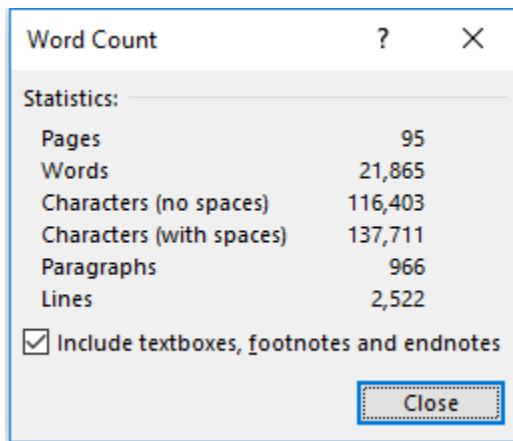 Word Count ? ×
Statistics:
Pages 95
Words 21,865
Characters (no spaces) 116,403
Characters (with spaces) 137,711
Paragraphs 966
Lines 2,522
Include textboxes, footnotes and endnotes
Close